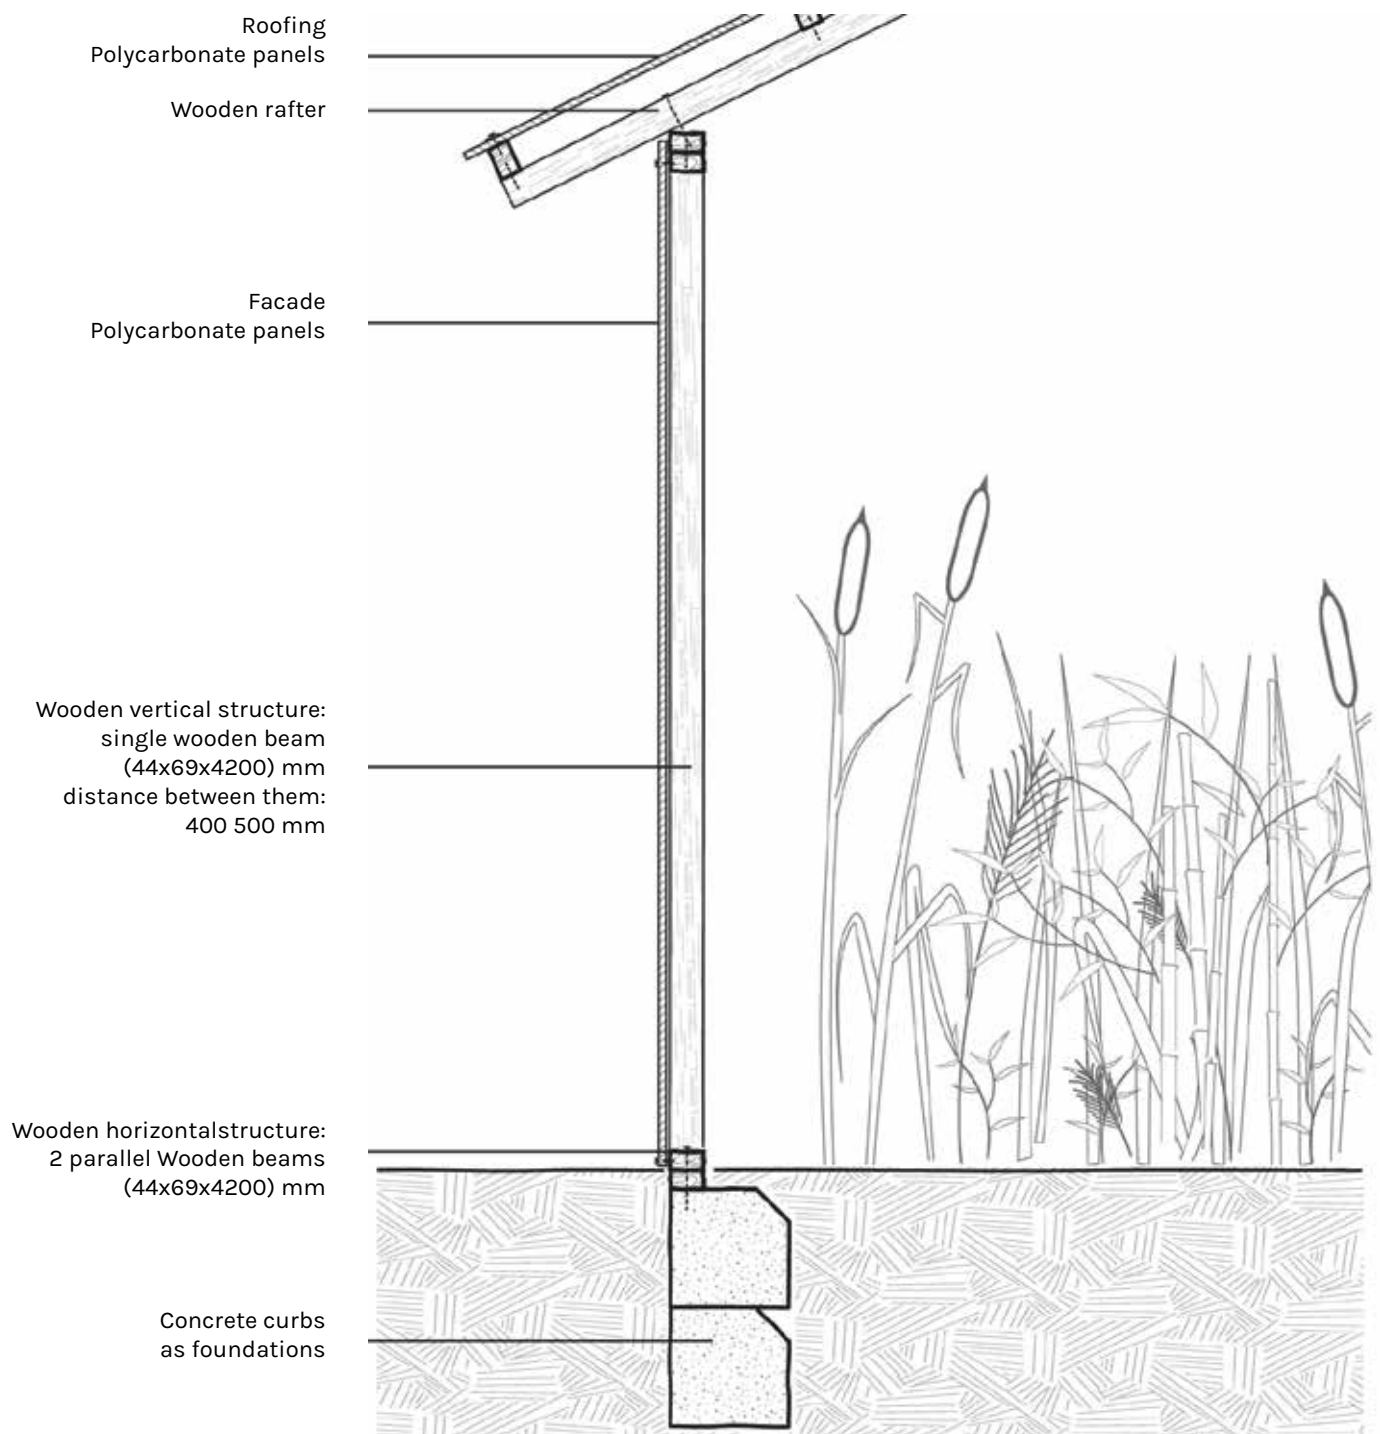 Roofing
Polycarbonate panels
Wooden rafter
Facade
Polycarbonate panels
Wooden vertical structure:
single wooden beam
(44x69x4200) mm
distance between them:
400 500 mm
Wooden horizontalstructure:
2 parallel Wooden beams
(44x69x4200) mm
Concrete curbs
as foundations